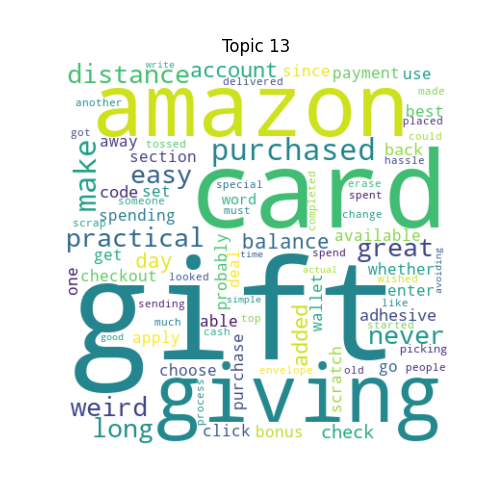 Topic 13
write
distance account since payment use
delivered
another amazon made
best
placed
got away tossed purchased could
back hassle
make section
easy card
code set special word must completed erase spent change
someone
spending
scrap
practical balance available great
get day deal probably whether
checkout looked time spend avoiding
one gift wallet enter like wished
sending simple top added actual adhesive started never
much able cash
apply
good choose purchase envelope scratch old go picking people
weird giving
process
long click bonus check